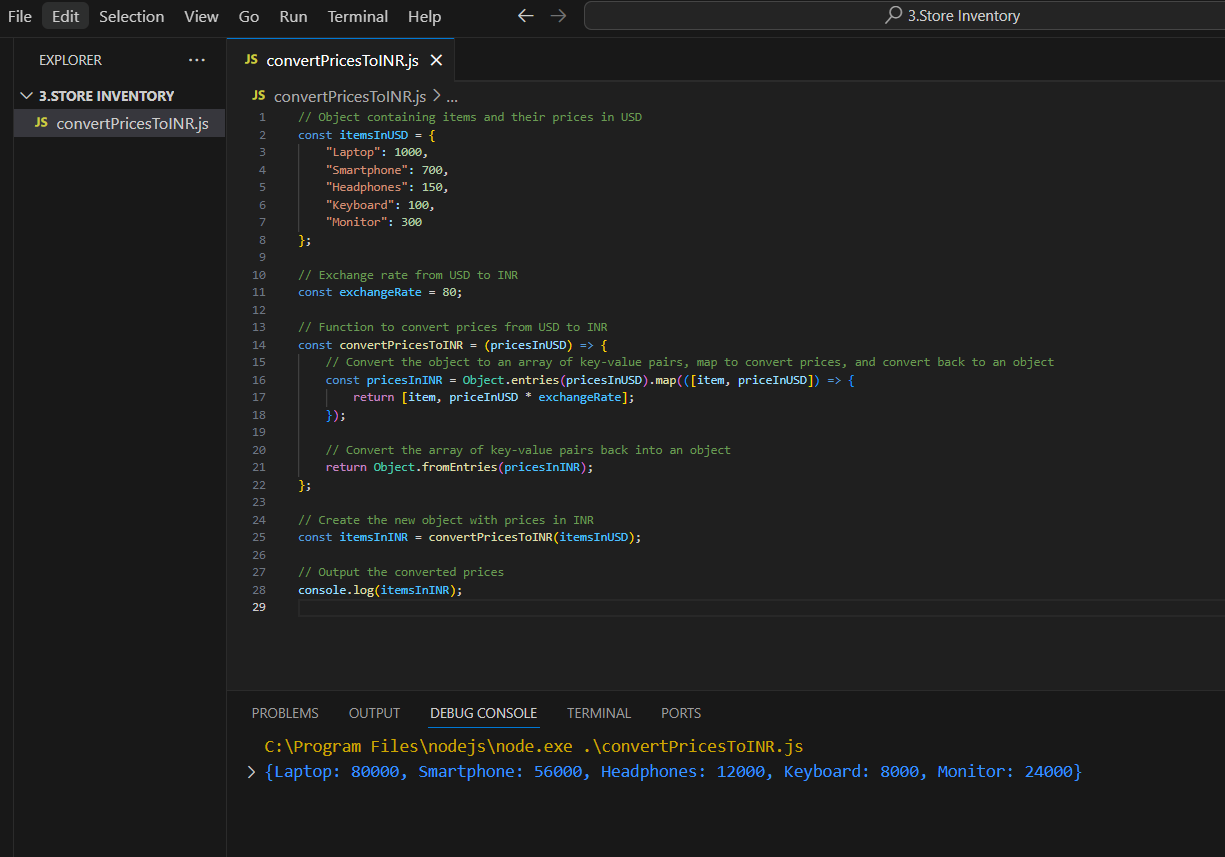 File Edit Selection View Go Run Terminal Help 3.Store Inventory
EXPLORER ...
3.STORE INVENTORY
JS convertPricesToINR.js
JS convertPricesToINR.js
JS convertPricesToINR.js > ...
1 // Object containing items and their prices in USD
2 const itemsInUSD = {
3 "Laptop": 1000,
4 "Smartphone": 700,
5 "Headphones": 150,
6 "Keyboard": 100,
7 "Monitor": 300
8 };
9
10 // Exchange rate from USD to INR
11 const exchangeRate = 80;
12
13 // Function to convert prices from USD to INR
14 const convertPricesToINR = (pricesInUSD) => {
15 // Convert the object to an array of key-value pairs, map to convert prices, and convert back to an object
16 const pricesInINR = Object.entries(pricesInUSD).map(([item, priceInUSD]) => {
17 return [item, priceInUSD * exchangeRate];
18 });
19
20 // Convert the array of key-value pairs back into an object
21 return Object.fromEntries(pricesInINR);
22 };
23
24 // Create the new object with prices in INR
25 const itemsInINR = convertPricesToINR(itemsInUSD);
26
27 // Output the converted prices
28 console.log(itemsInINR);
29
PROBLEMS OUTPUT DEBUG CONSOLE TERMINAL PORTS
C:\Program Files\nodejs\node.exe .\convertPricesToINR.js
> {Laptop: 80000, Smartphone: 56000, Headphones: 12000, Keyboard: 8000, Monitor: 24000}